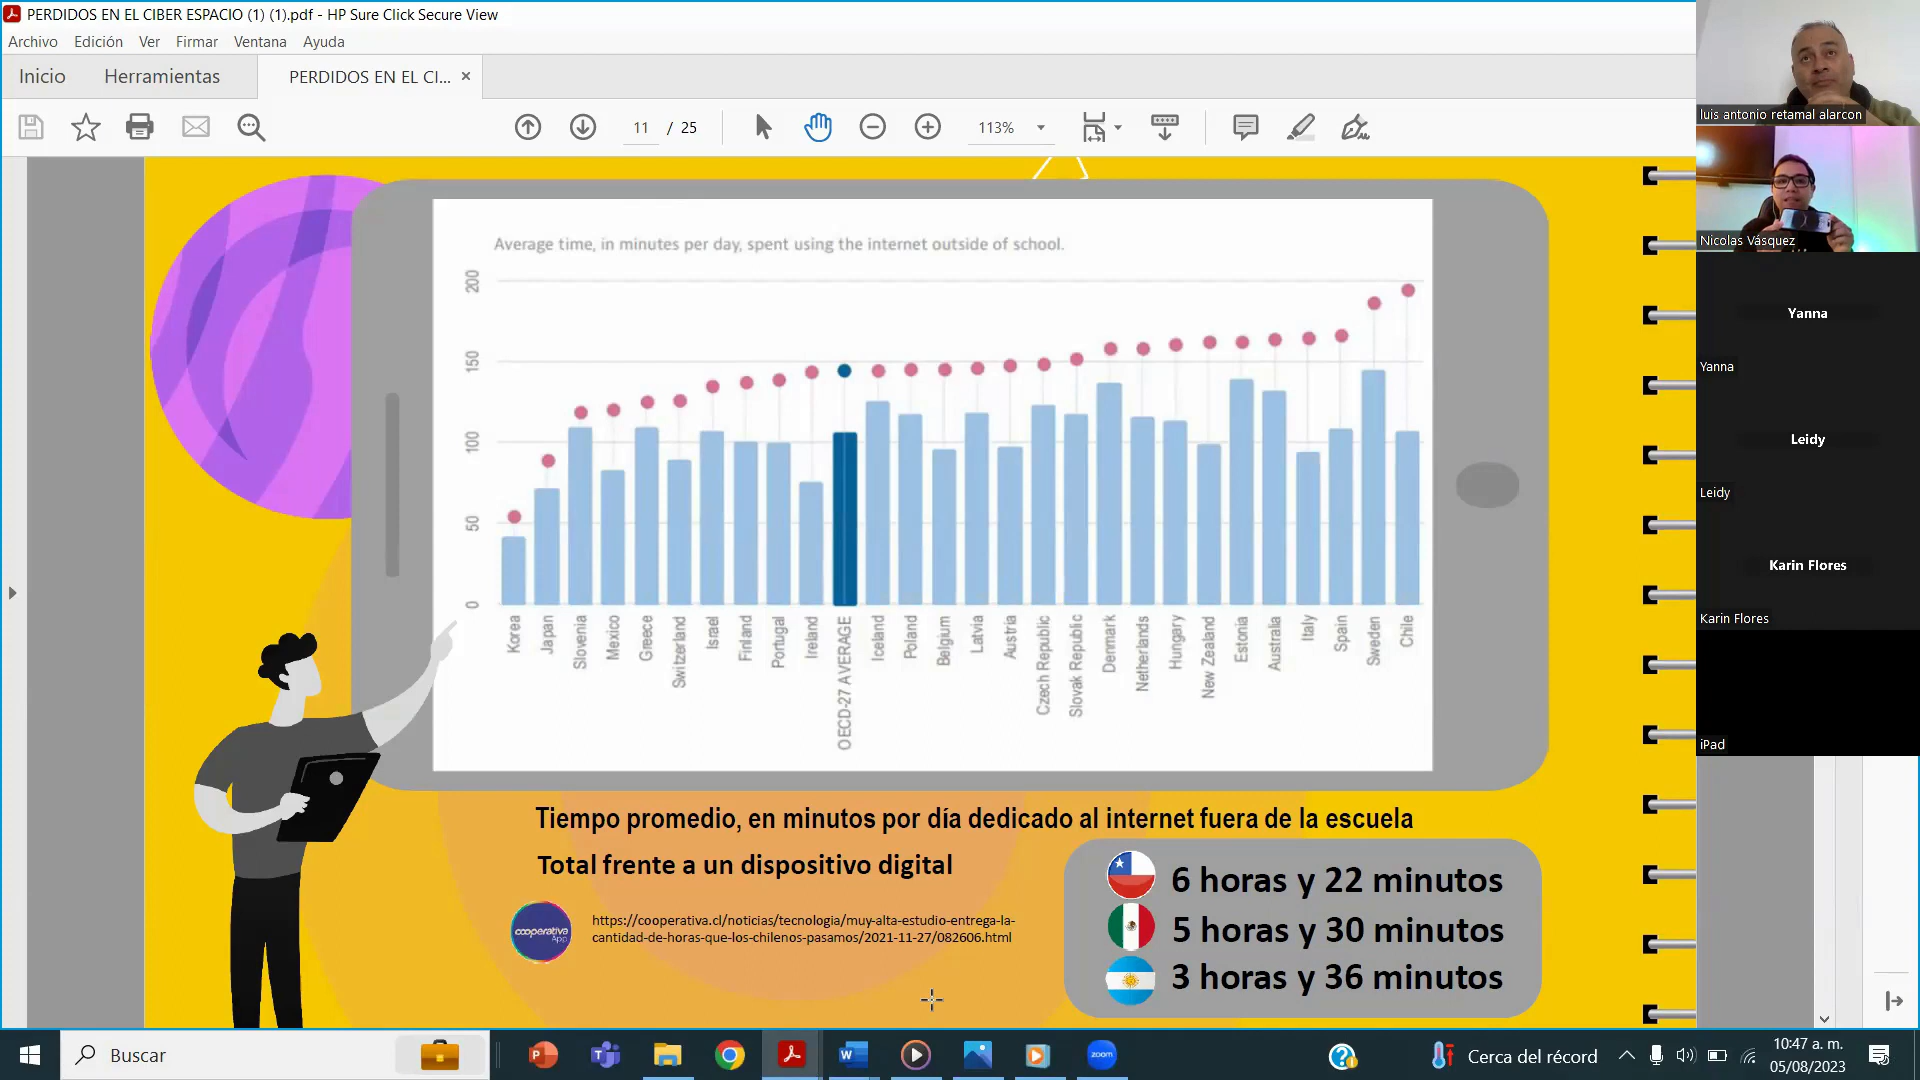 PERDIDOS EN EL CIBER ESPACIO (1) (1).pdf - HP Sure Click Secure View
Archivo Edición Ver Firmar Ventana Ayuda
Inicio Herramientas PERDIDOS EN EL CI... ×
11 / 25 113%
Average time, in minutes per day, spent using the internet outside of school.
200
150
100
50
0
Korea
Japan
Slovenia
Mexico
Greece
Switzerland
Israel
Finland
Portugal
Ireland
OECD-27 AVERAGE
Iceland
Poland
Belgium
Latvia
Austria
Czech Republic
Slovak Republic
Denmark
Netherlands
Hungary
New Zealand
Estonia
Australia
Italy
Spain
Sweden
Chile
Tiempo promedio, en minutos por día dedicado al internet fuera de la escuela
Total frente a un dispositivo digital
cooperativa
App
https://cooperativa.cl/noticias/tecnologia/muy-alta-estudio-entrega-la-
cantidad-de-horas-que-los-chilenos-pasamos/2021-11-27/082606.html
6 horas y 22 minutos
5 horas y 30 minutos
3 horas y 36 minutos
luis antonio retamal alarcon
Nicolas Vásquez
Yanna
Yanna
Leidy
Leidy
Karin Flores
Karin Flores
iPad
Buscar
zoom
Cerca del récord
10:47 a. m.
05/08/2023